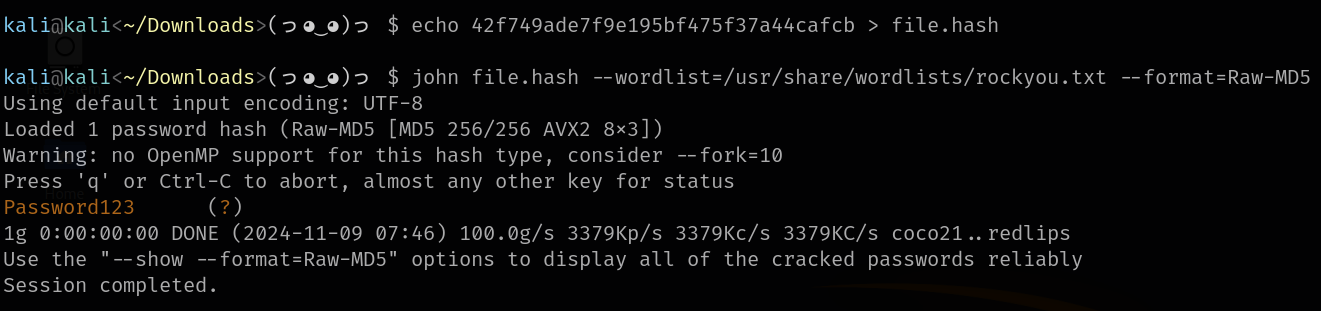 kali@kali<~/Downloads>(っ◕‿◕)っ $ echo 42f749ade7f9e195bf475f37a44cafcb > file.hash
kali@kali<~/Downloads>(っ◕‿◕)っ $ john file.hash --wordlist=/usr/share/wordlists/rockyou.txt --format=Raw-MD5
Using default input encoding: UTF-8
Loaded 1 password hash (Raw-MD5 [MD5 256/256 AVX2 8×3])
Warning: no OpenMP support for this hash type, consider --fork=10
Press 'q' or Ctrl-C to abort, almost any other key for status
Password123 (?)
1g 0:00:00:00 DONE (2024-11-09 07:46) 100.0g/s 3379Kp/s 3379Kc/s 3379KC/s coco21..redlips
Use the "--show --format=Raw-MD5" options to display all of the cracked passwords reliably
Session completed.